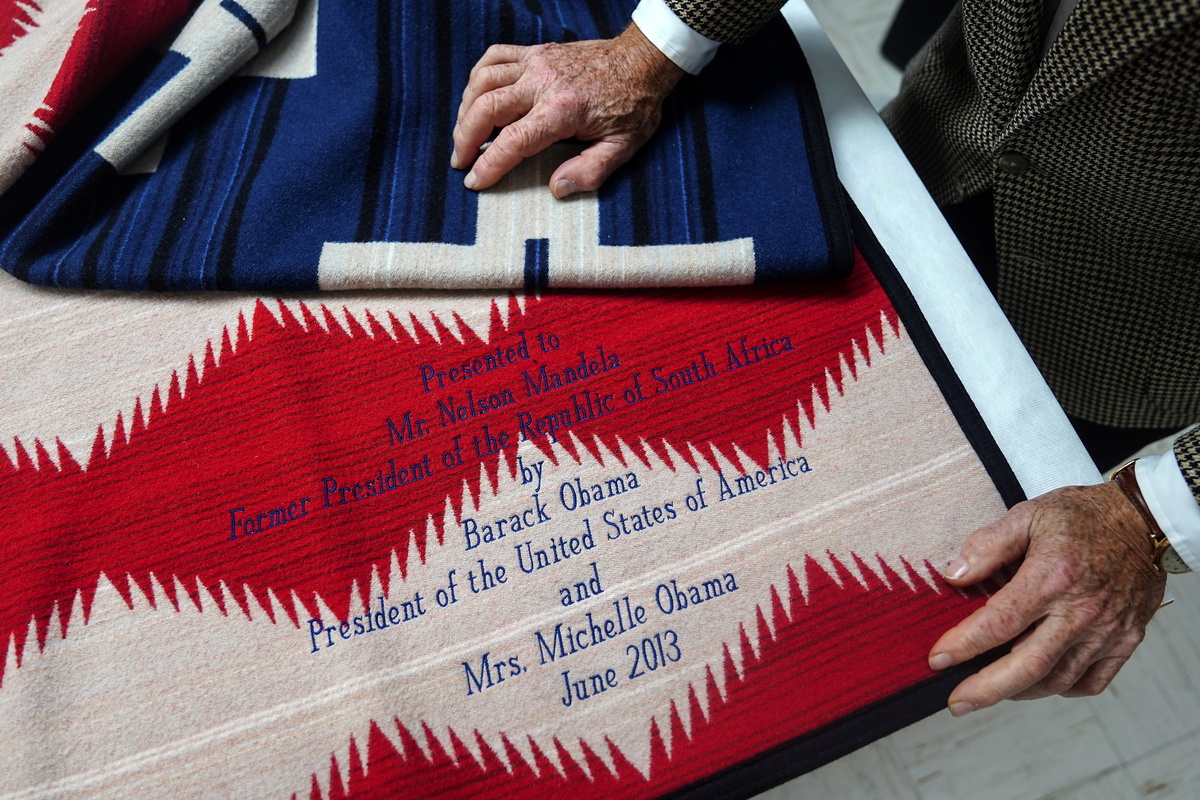 Presented to
Mr. Nelson Mandela
Former President of the Republic of South Africa
by
Barack Obama
President of the United States of America
and
Mrs. Michelle Obama
June 2013